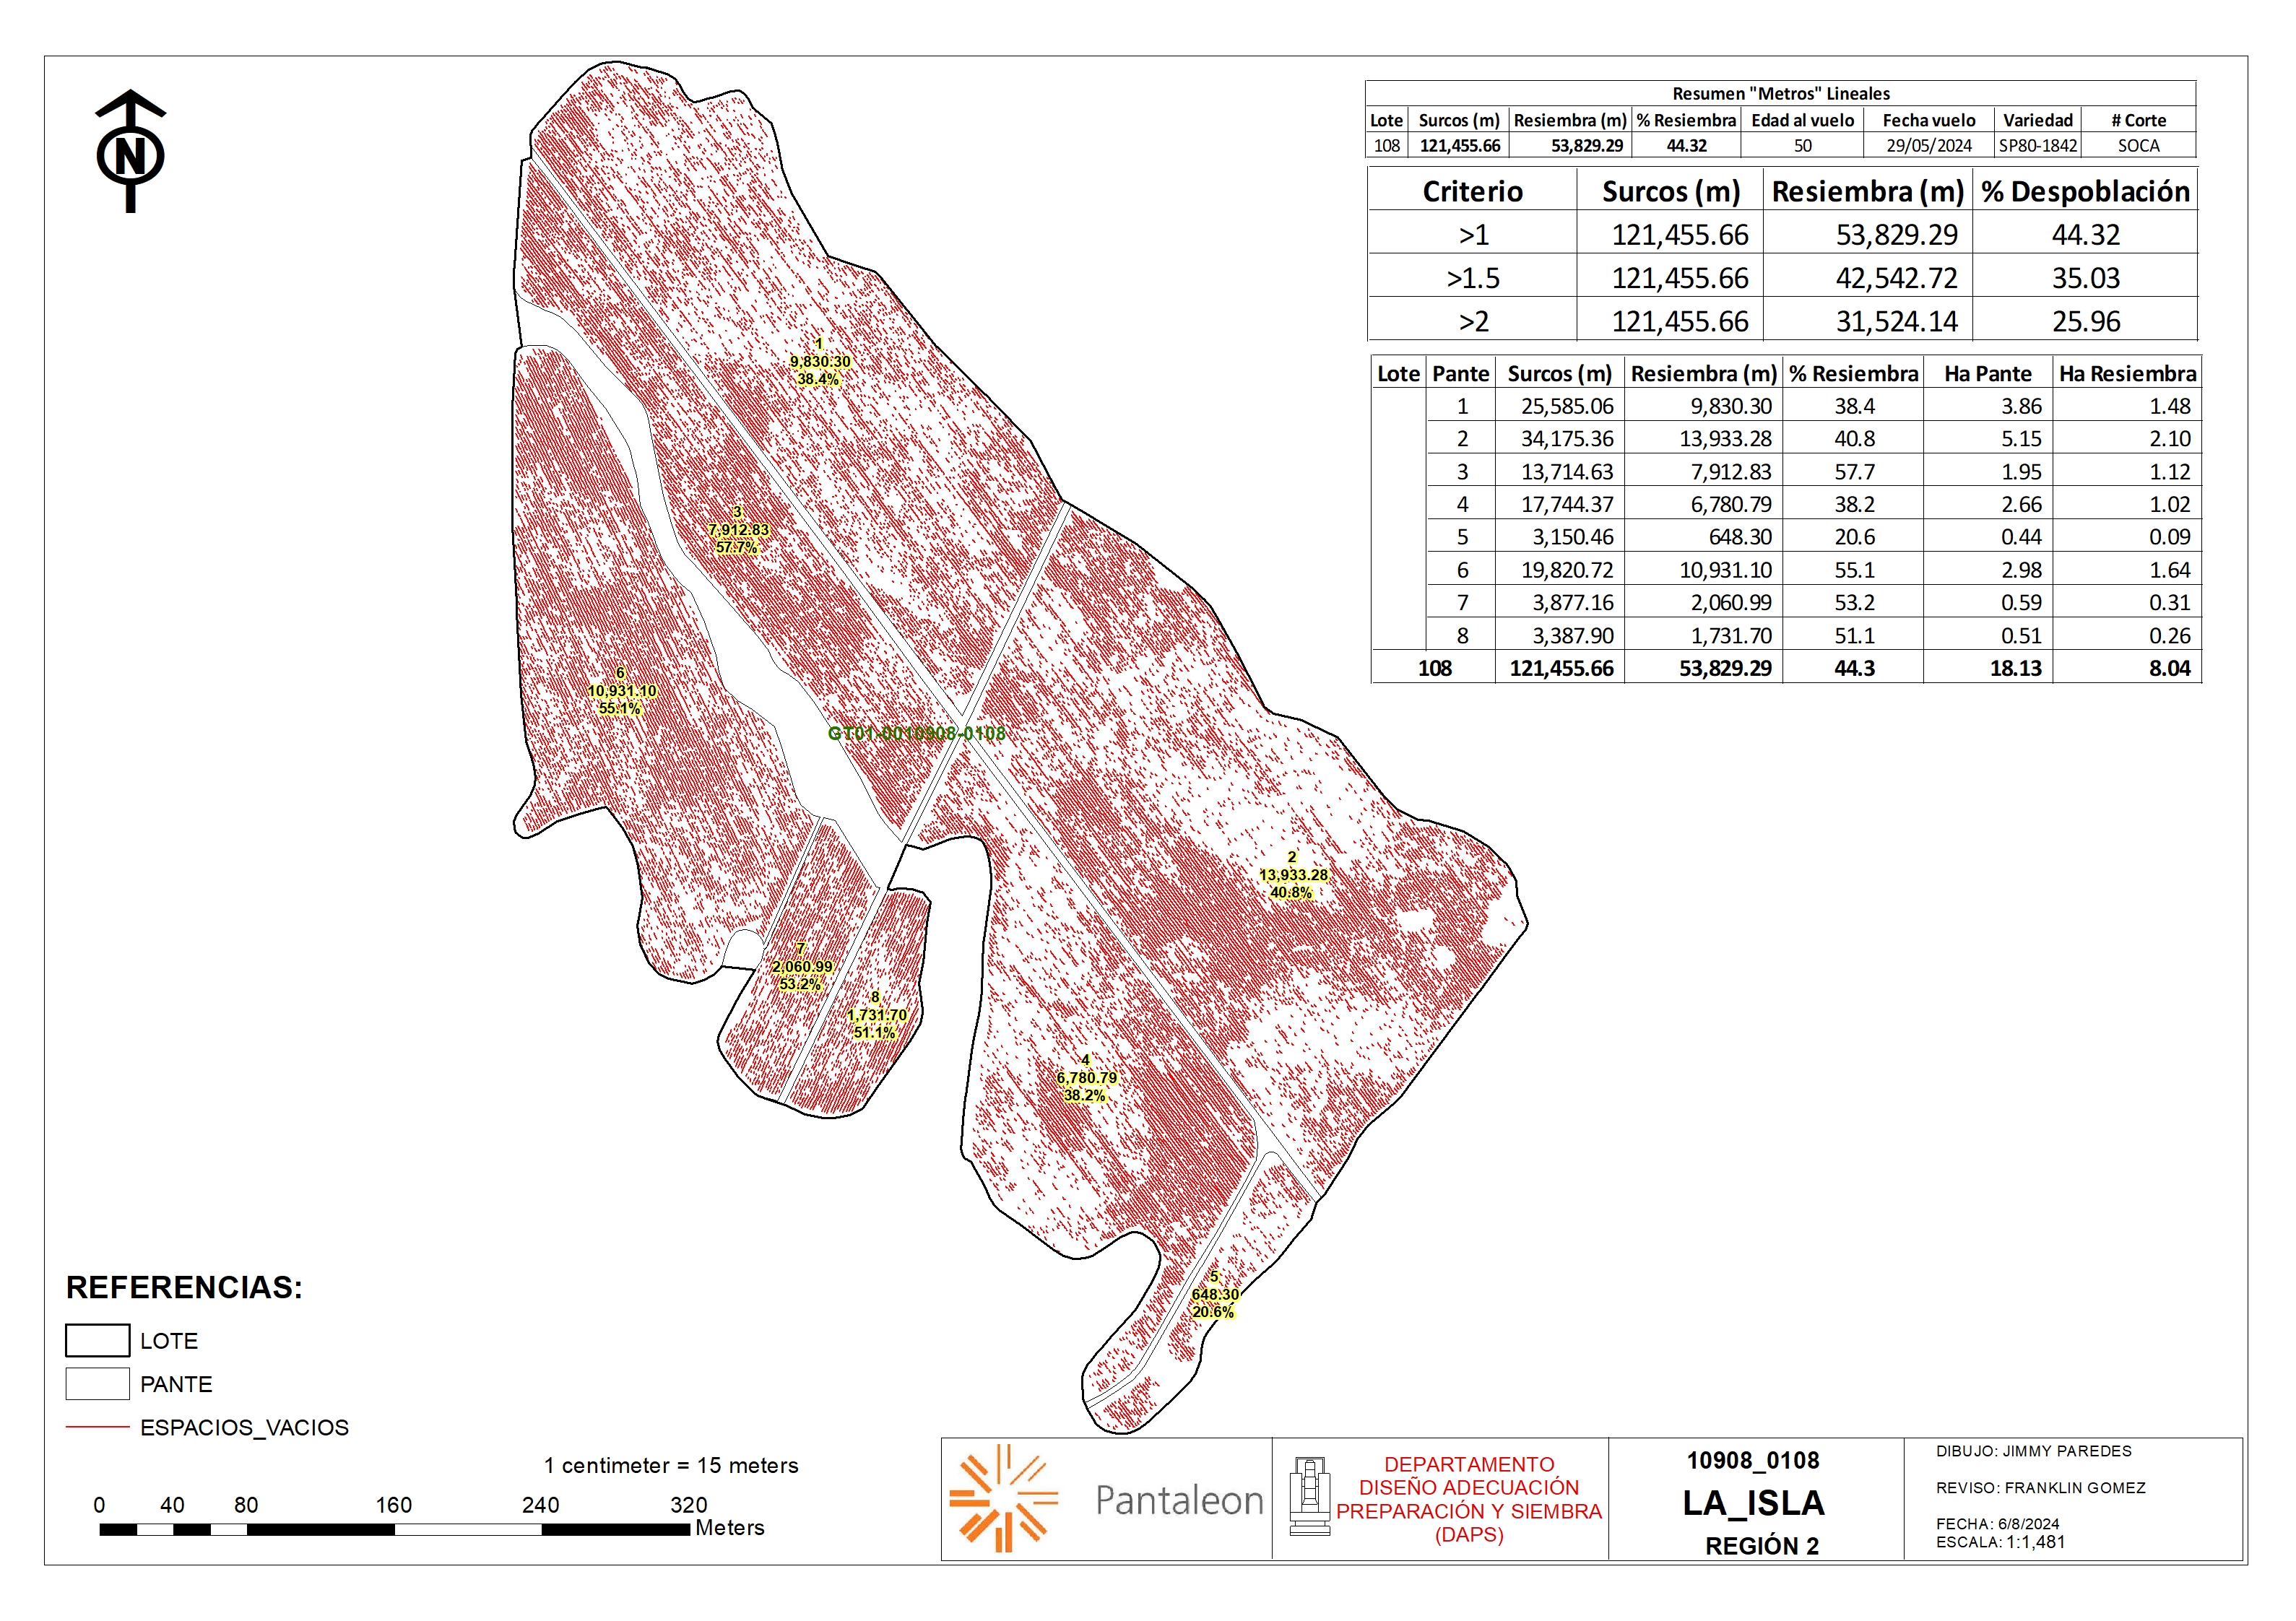 N
Resumen "Metros" Lineales
Lote Surcos (m) Resiembra (m) % Resiembra Edad al vuelo Fecha vuelo Variedad # Corte
108 121,455.66 53,829.29 44.32 50 29/05/2024 SP80-1842 SOCA
Criterio Surcos (m) Resiembra (m) % Despoblación
>1 121,455.66 53,829.29 44.32
>1.5 121,455.66 42,542.72 35.03
>2 121,455.66 31,524.14 25.96
Lote Pante Surcos (m) Resiembra (m) % Resiembra Ha Pante Ha Resiembra
1 25,585.06 9,830.30 38.4 3.86 1.48
2 34,175.36 13,933.28 40.8 5.15 2.10
3 13,714.63 7,912.83 57.7 1.95 1.12
4 17,744.37 6,780.79 38.2 2.66 1.02
5 3,150.46 648.30 20.6 0.44 0.09
6 19,820.72 10,931.10 55.1 2.98 1.64
7 3,877.16 2,060.99 53.2 0.59 0.31
8 3,387.90 1,731.70 51.1 0.51 0.26
108 121,455.66 53,829.29 44.3 18.13 8.04
1
9,830.30
38.4%
3
7,912.83
57.7%
6
10,931.10
55.1%
GT01-0010908-0108
2
13,933.28
40.8%
7
2,060.99
53.2%
8
1,731.70
51.1%
4
6,780.79
38.2%
5
648.30
20.6%
REFERENCIAS:
LOTE
PANTE
ESPACIOS_VACIOS
1 centimeter = 15 meters
0 40 80 160 240 320
Meters
Pantaleon
DEPARTAMENTO
DISEÑO ADECUACIÓN
PREPARACIÓN Y SIEMBRA
(DAPS)
10908_0108
LA_ISLA
REGIÓN 2
DIBUJO: JIMMY PAREDES
REVISO: FRANKLIN GOMEZ
FECHA: 6/8/2024
ESCALA: 1:1,481